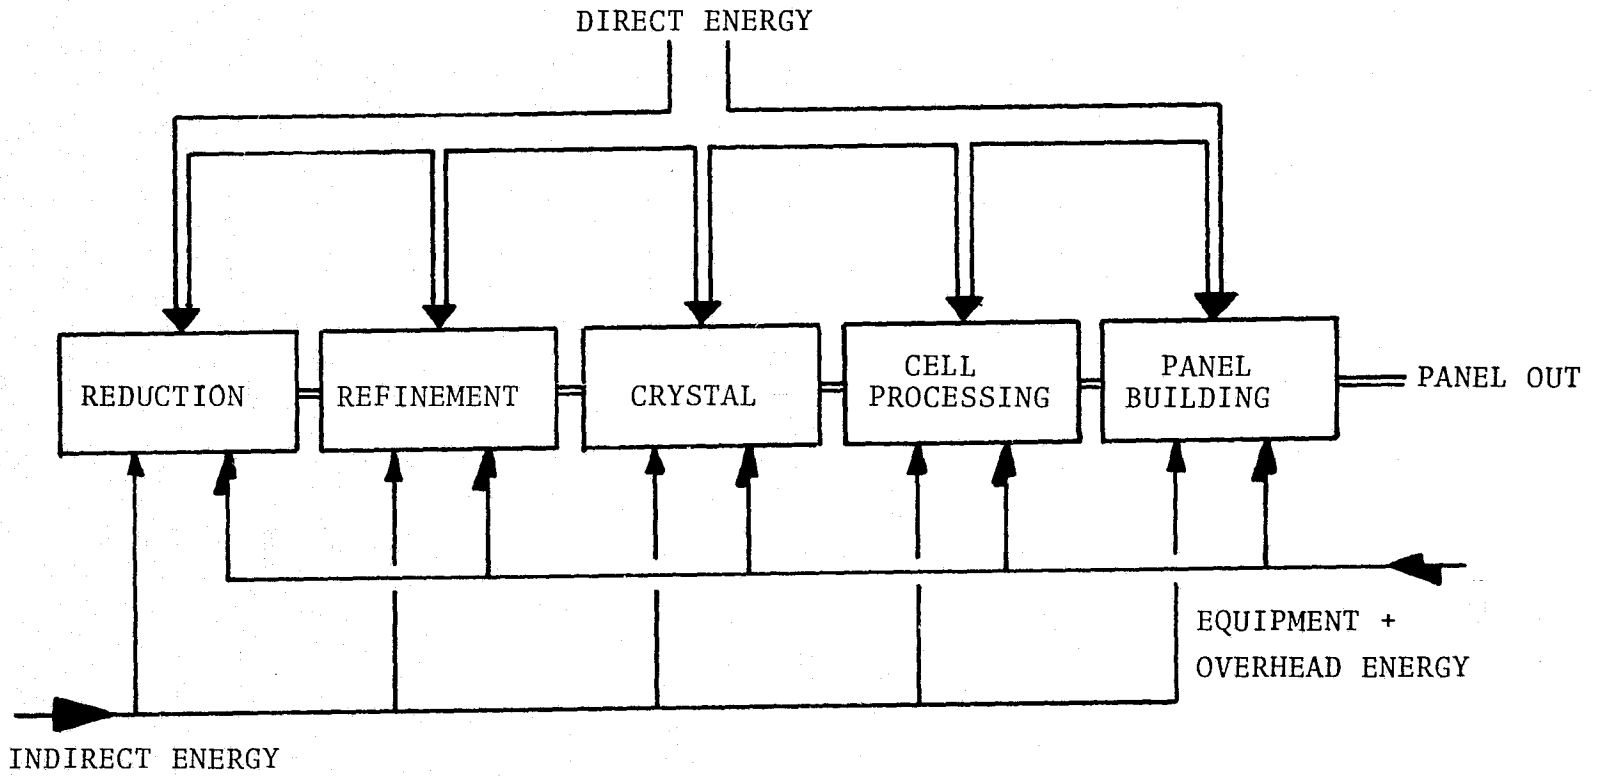 DIRECT ENERGY
REDUCTION
REFINEMENT
CRYSTAL
CELL
PROCESSING
PANEL
BUILDING
PANEL OUT
EQUIPMENT +
OVERHEAD ENERGY
INDIRECT ENERGY